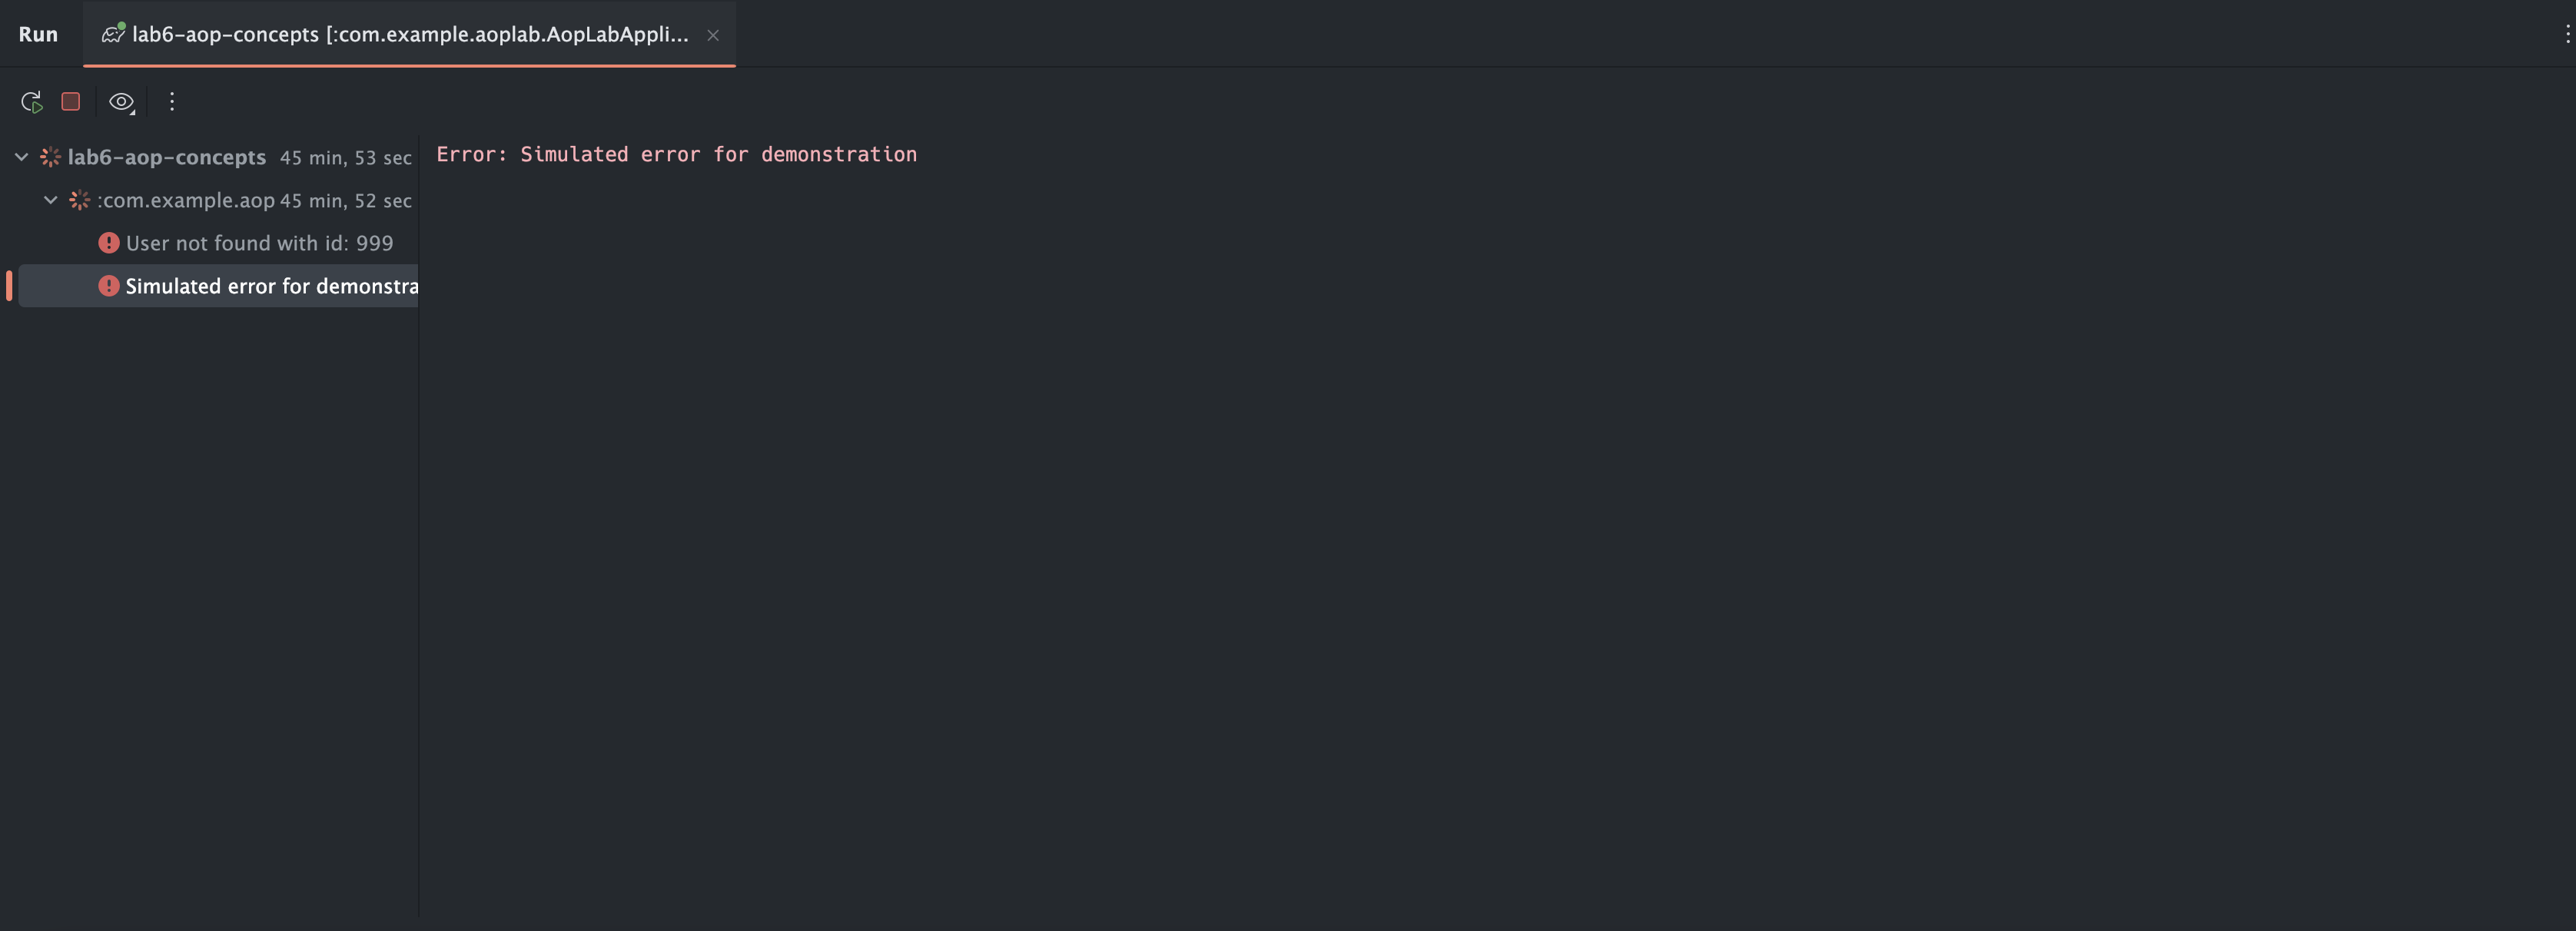 Run
lab6-aop-concepts [:com.example.aoplab.AopLabAppli...
lab6-aop-concepts 45 min, 53 sec
:com.example.aop 45 min, 52 sec
User not found with id: 999
Simulated error for demonstra
Error: Simulated error for demonstration